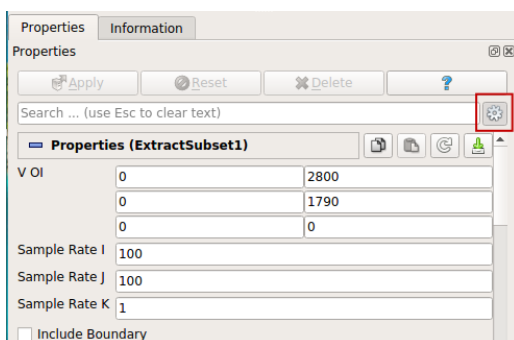 Properties Information
Properties
Apply Reset Delete ?
Search ... (use Esc to clear text)
Properties (ExtractSubset1)
V OI 0 2800
0 1790
0 0
Sample Rate I 100
Sample Rate J 100
Sample Rate K 1
Include Boundary